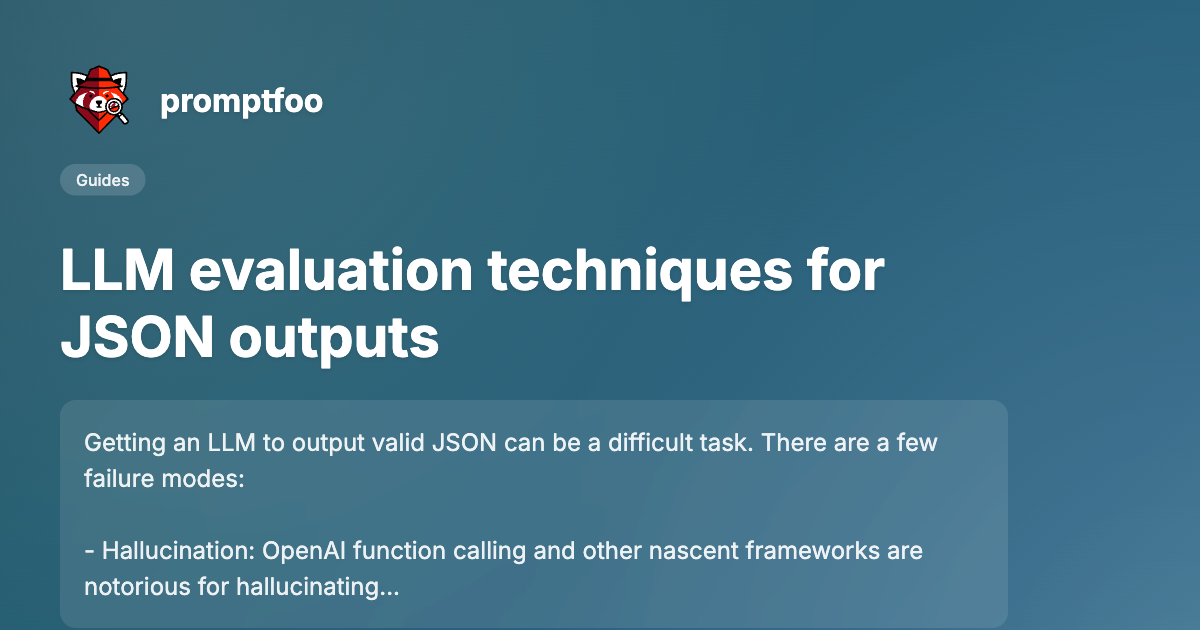 promptfoo
Guides
LLM evaluation techniques for
JSON outputs
Getting an LLM to output valid JSON can be a difficult task. There are a few
failure modes:
- Hallucination: OpenAI function calling and other nascent frameworks are
notorious for hallucinating...